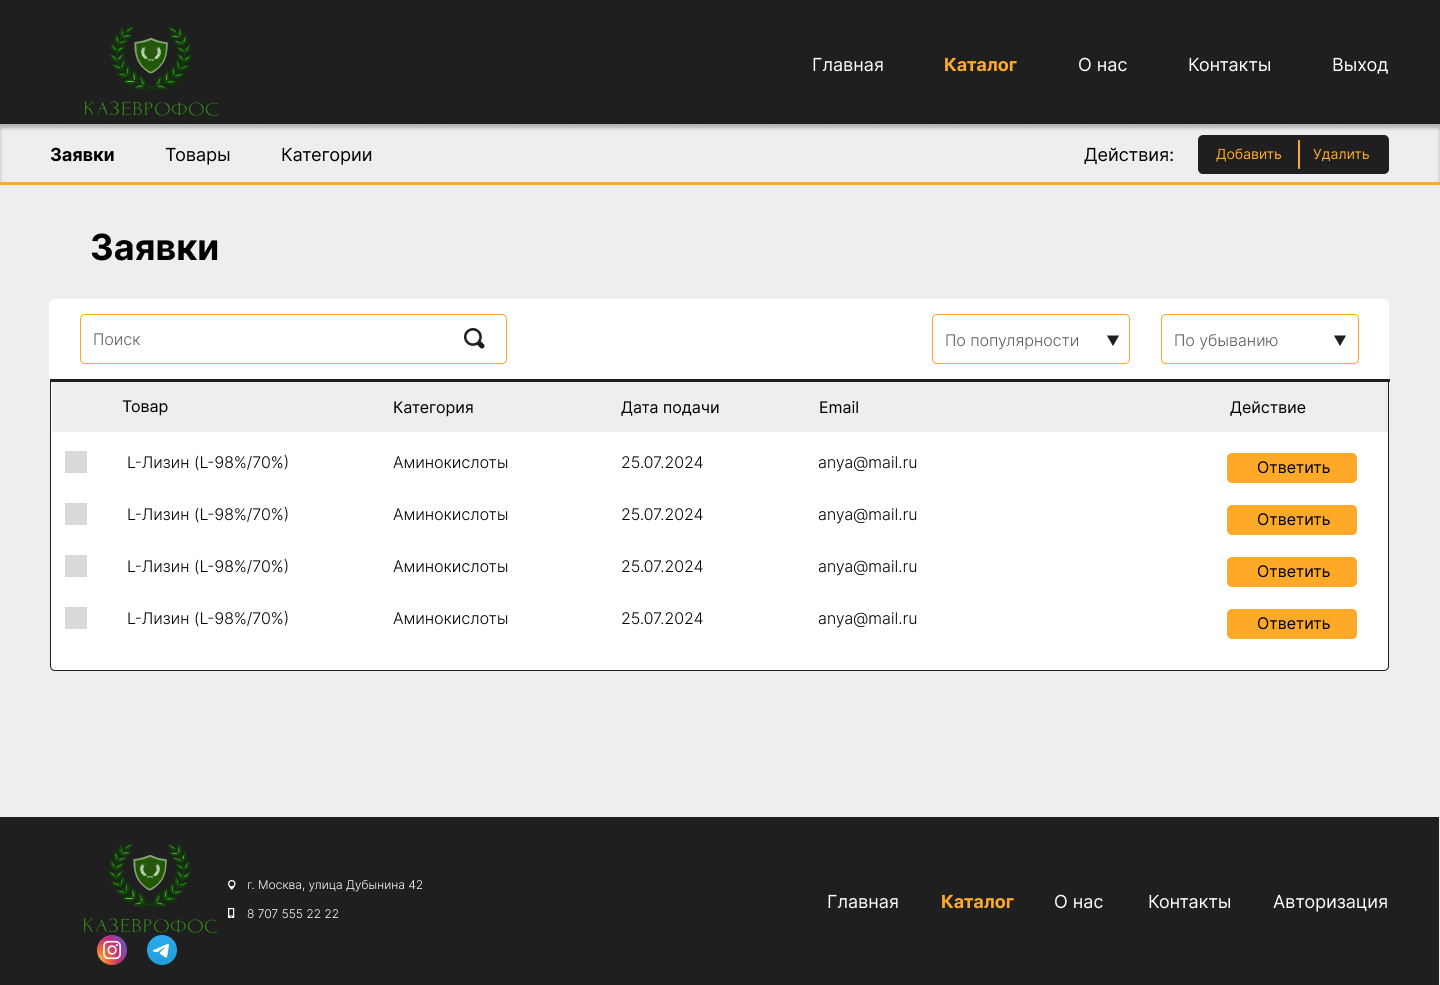 КАЗЕВРОФОС
Главная Каталог О нас Контакты Выход
Заявки Товары Категории Действия: Добавить Удалить
Заявки
Поиск По популярности По убыванию
Товар Категория Дата подачи Email Действие
L-Лизин (L-98%/70%) Аминокислоты 25.07.2024 anya@mail.ru Ответить
L-Лизин (L-98%/70%) Аминокислоты 25.07.2024 anya@mail.ru Ответить
L-Лизин (L-98%/70%) Аминокислоты 25.07.2024 anya@mail.ru Ответить
L-Лизин (L-98%/70%) Аминокислоты 25.07.2024 anya@mail.ru Ответить
КАЗЕВРОФОС
г. Москва, улица Дубынина 42
8 707 555 22 22
Главная Каталог О нас Контакты Авторизация